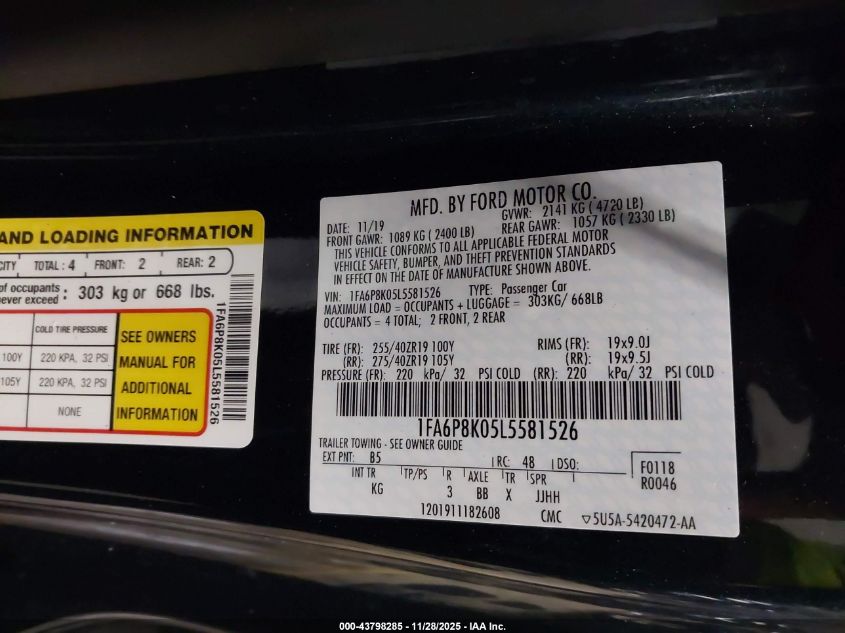 AND LOADING INFORMATION
CITY TOTAL : 4 FRONT: 2 REAR: 2
of occupants
never exceed : 303 kg or 668 lbs.
COLD TIRE PRESSURE
100Y 220 KPA, 32 PSI
105Y 220 KPA, 32 PSI
NONE
SEE OWNERS
MANUAL FOR
ADDITIONAL
INFORMATION
1FA6P8K05L5581526
MFD. BY FORD MOTOR CO.
DATE: 11/19 GVWR: 2141 KG ( 4720 LB)
FRONT GAWR: 1089 KG ( 2400 LB) REAR GAWR: 1057 KG ( 2330 LB)
THIS VEHICLE CONFORMS TO ALL APPLICABLE FEDERAL MOTOR
VEHICLE SAFETY, BUMPER, AND THEFT PREVENTION STANDARDS
IN EFFECT ON THE DATE OF MANUFACTURE SHOWN ABOVE.
VIN: 1FA6P8K05L5581526 TYPE: Passenger Car
MAXIMUM LOAD = OCCUPANTS + LUGGAGE = 303KG/ 668LB
OCCUPANTS = 4 TOTAL; 2 FRONT, 2 REAR
TIRE (FR): 255/40ZR19 100Y RIMS (FR): 19x9.0J
(RR): 275/40ZR19 105Y (RR): 19x9.5J
PRESSURE (FR): 220 kPa/ 32 PSI COLD (RR): 220 kPa/ 32 PSI COLD
1FA6P8K05L5581526
TRAILER TOWING - SEE OWNER GUIDE
EXT PNT: B5 RC: 48 DSO: F0118
INT TR TP/PS R AXLE TR SPR R0046
KG 3 BB X JJHH
1201911182608 CMC ▽5U5A-5420472-AA
000-43798285 - 11/28/2025 - IAA Inc.